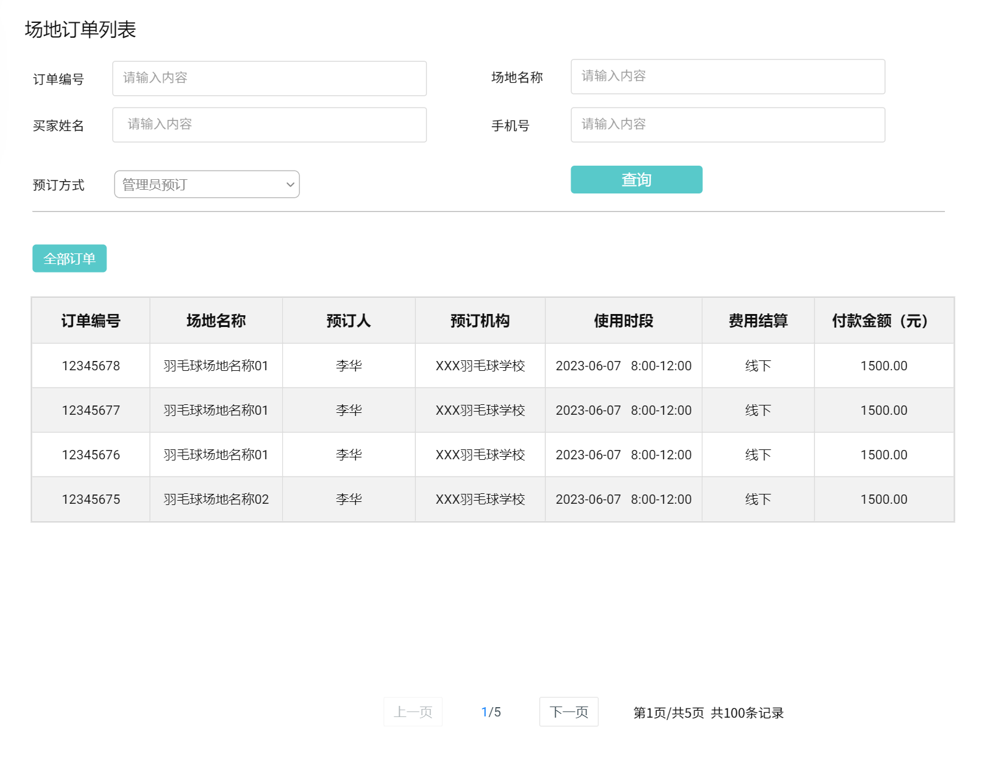 场地订单列表
订单编号 请输入内容 场地名称 请输入内容
买家姓名 请输入内容 手机号 请输入内容
预订方式 管理员预订 查询
全部订单
订单编号 场地名称 预订人 预订机构 使用时段 费用结算 付款金额（元）
12345678 羽毛球场地名称01 李华 XXX羽毛球学校 2023-06-07 8:00-12:00 线下 1500.00
12345677 羽毛球场地名称01 李华 XXX羽毛球学校 2023-06-07 8:00-12:00 线下 1500.00
12345676 羽毛球场地名称01 李华 XXX羽毛球学校 2023-06-07 8:00-12:00 线下 1500.00
12345675 羽毛球场地名称02 李华 XXX羽毛球学校 2023-06-07 8:00-12:00 线下 1500.00
上一页 1/5 下一页 第1页/共5页 共100条记录